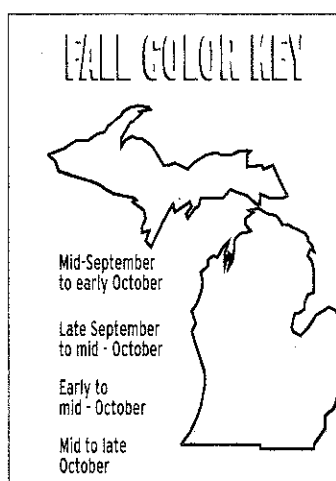 FALL COLOR KEY
Mid-September
to early October
Late September
to mid - October
Early to
mid - October
Mid to late
October